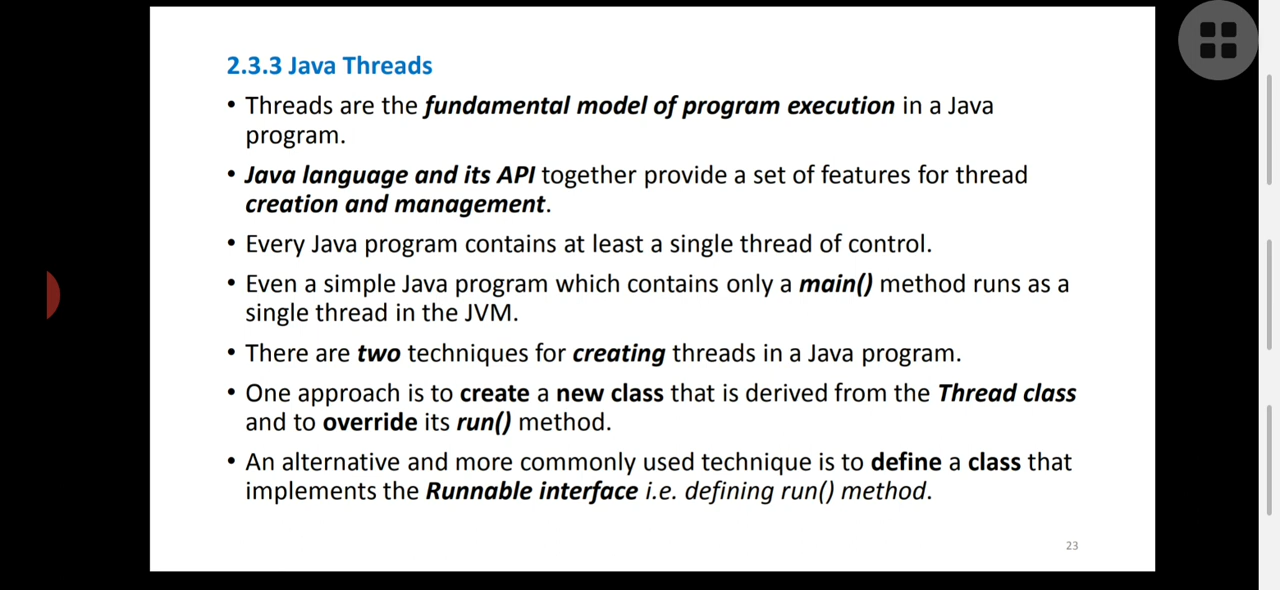 2.3.3 Java Threads
• Threads are the fundamental model of program execution in a Java
program.
• Java language and its API together provide a set of features for thread
creation and management.
• Every Java program contains at least a single thread of control.
• Even a simple Java program which contains only a main() method runs as a
single thread in the JVM.
• There are two techniques for creating threads in a Java program.
• One approach is to create a new class that is derived from the Thread class
and to override its run() method.
• An alternative and more commonly used technique is to define a class that
implements the Runnable interface i.e. defining run() method.
23